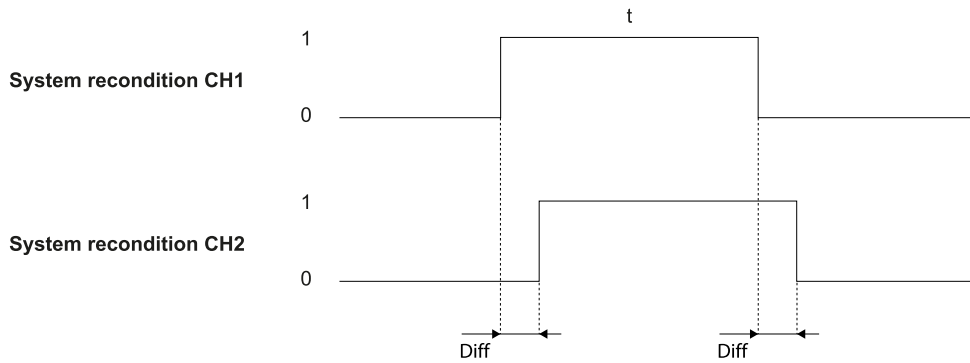 t
1
System recondition CH1
0
1
System recondition CH2
0
Diff
Diff